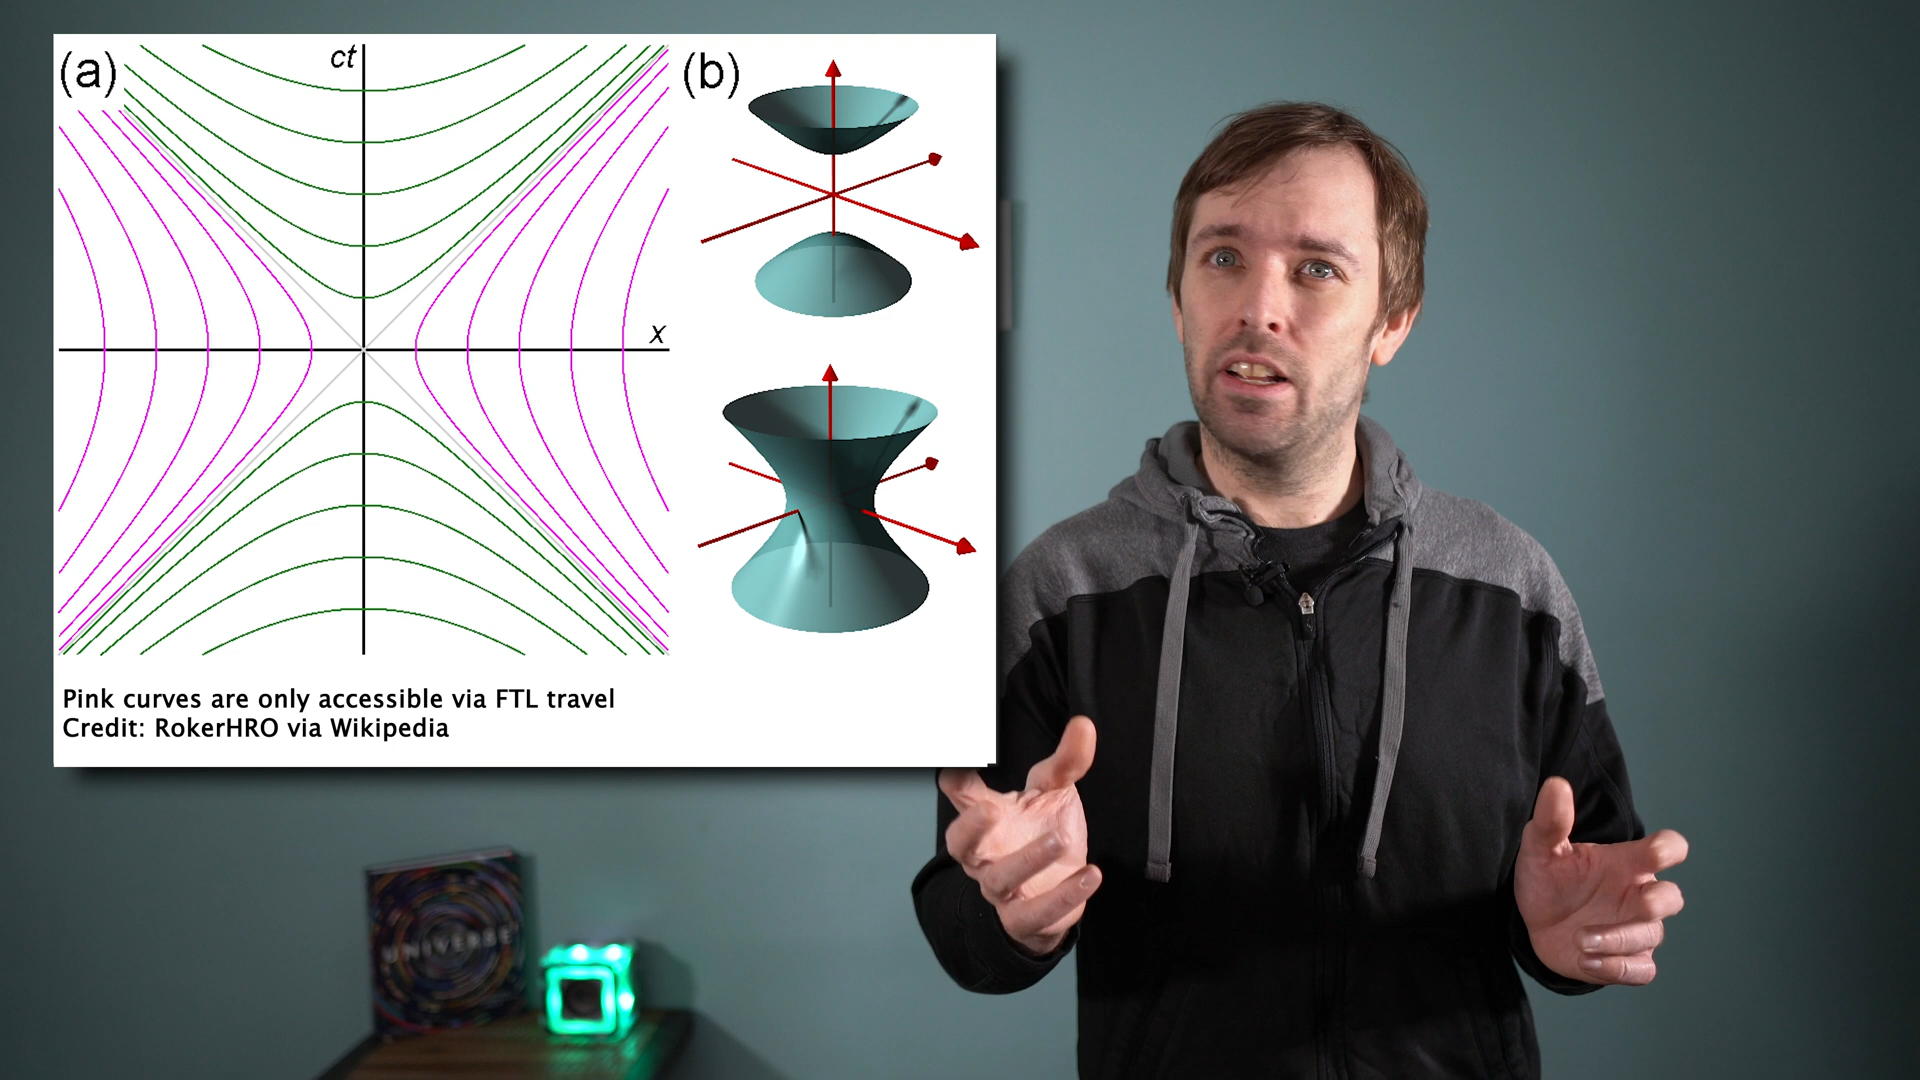 (a)
ct
x
(b)
Pink curves are only accessible via FTL travel
Credit: RokerHRO via Wikipedia
UNIVERSE